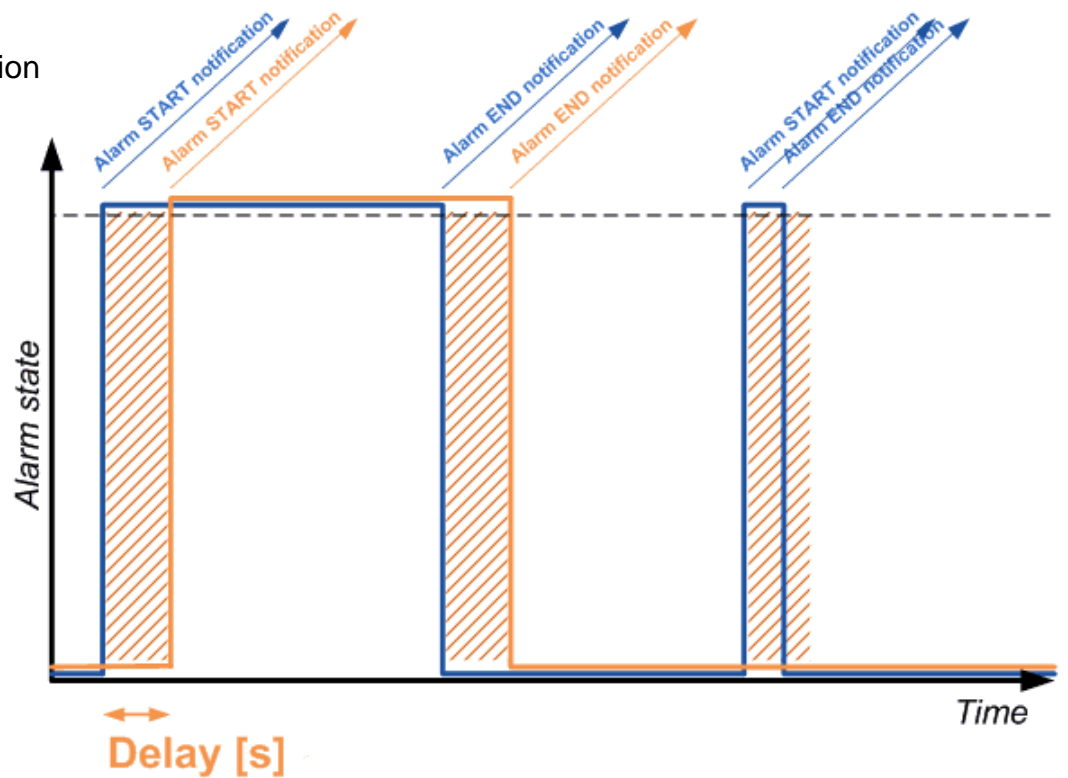 ion
Alarm START notification
Alarm START notification
Alarm END notification
Alarm END notification
Alarm START notification
Alarm END notification
Alarm state
Time
Delay [s]